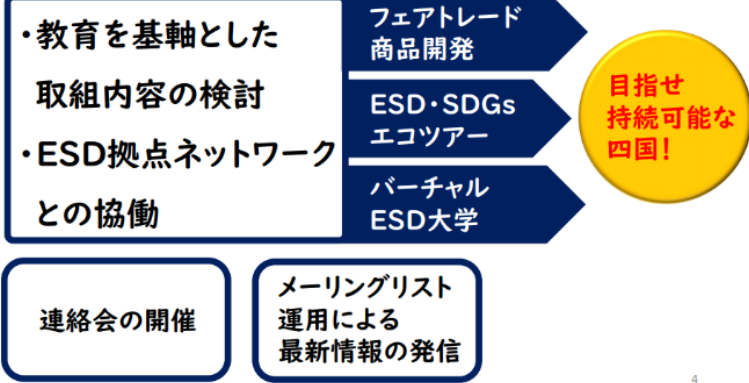 ・教育を基軸とした
取組内容の検討
・ESD拠点ネットワーク
との協働
フェアトレード
商品開発
ESD・SDGs
エコツアー
バーチャル
ESD大学
目指せ
持続可能な
四国!
連絡会の開催
メーリングリスト
運用による
最新情報の発信
4